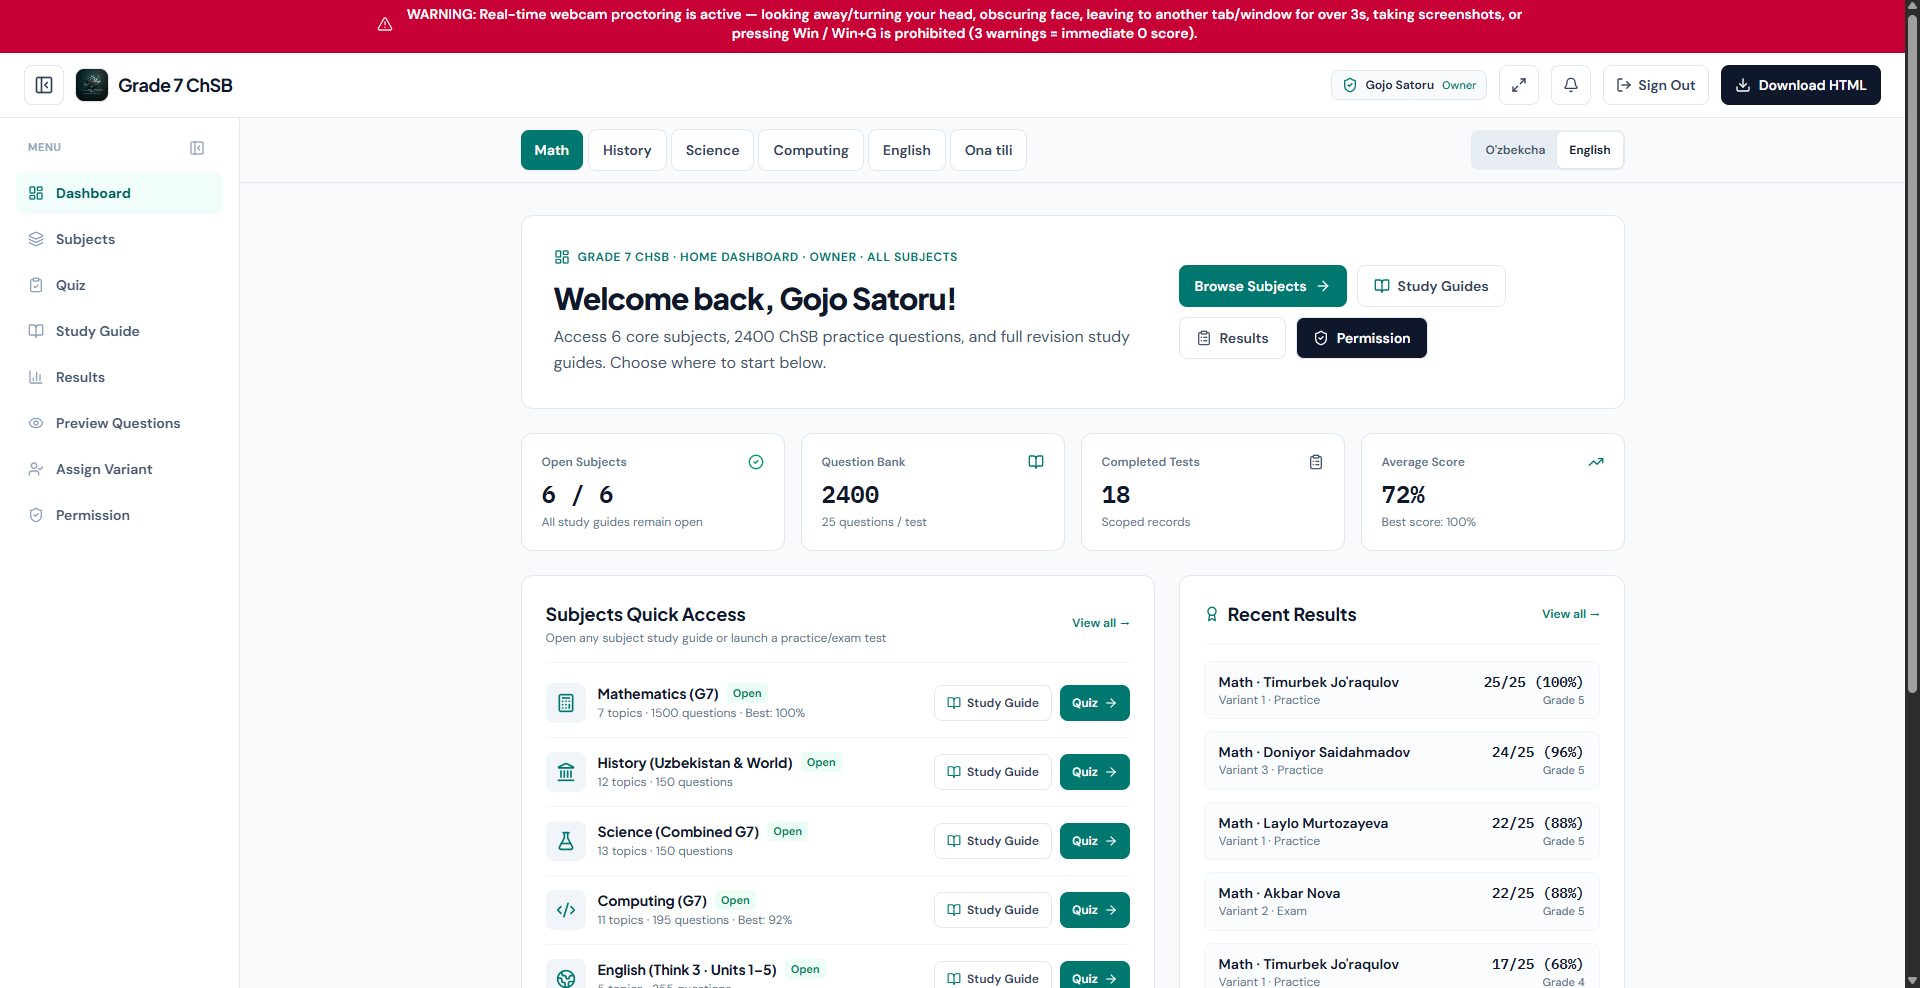 WARNING: Real-time webcam proctoring is active — looking away/turning your head, obscuring face, leaving to another tab/window for over 3s, taking screenshots, or
pressing Win / Win+G is prohibited (3 warnings = immediate 0 score).
Grade 7 ChSB
Gojo Satoru Owner
Sign Out
Download HTML
MENU
Dashboard
Subjects
Quiz
Study Guide
Results
Preview Questions
Assign Variant
Permission
Math
History
Science
Computing
English
Ona tili
O'zbekcha
English
GRADE 7 CHSB · HOME DASHBOARD · OWNER · ALL SUBJECTS
Welcome back, Gojo Satoru!
Access 6 core subjects, 2400 ChSB practice questions, and full revision study
guides. Choose where to start below.
Browse Subjects →
Study Guides
Results
Permission
Open Subjects
6 / 6
All study guides remain open
Question Bank
2400
25 questions / test
Completed Tests
18
Scoped records
Average Score
72%
Best score: 100%
Subjects Quick Access
Open any subject study guide or launch a practice/exam test
View all →
Mathematics (G7) Open
7 topics · 1500 questions · Best: 100%
Study Guide
Quiz →
History (Uzbekistan & World) Open
12 topics · 150 questions
Study Guide
Quiz →
Science (Combined G7) Open
13 topics · 150 questions
Study Guide
Quiz →
Computing (G7) Open
11 topics · 195 questions · Best: 92%
Study Guide
Quiz →
English (Think 3 · Units 1–5) Open
5 topics · 255 questions
Study Guide
Quiz →
Recent Results
View all →
Math · Timurbek Jo'raqulov 25/25 (100%)
Variant 1 · Practice Grade 5
Math · Doniyor Saidahmadov 24/25 (96%)
Variant 3 · Practice Grade 5
Math · Laylo Murtozayeva 22/25 (88%)
Variant 1 · Practice Grade 5
Math · Akbar Nova 22/25 (88%)
Variant 2 · Exam Grade 5
Math · Timurbek Jo'raqulov 17/25 (68%)
Variant 1 · Practice Grade 4